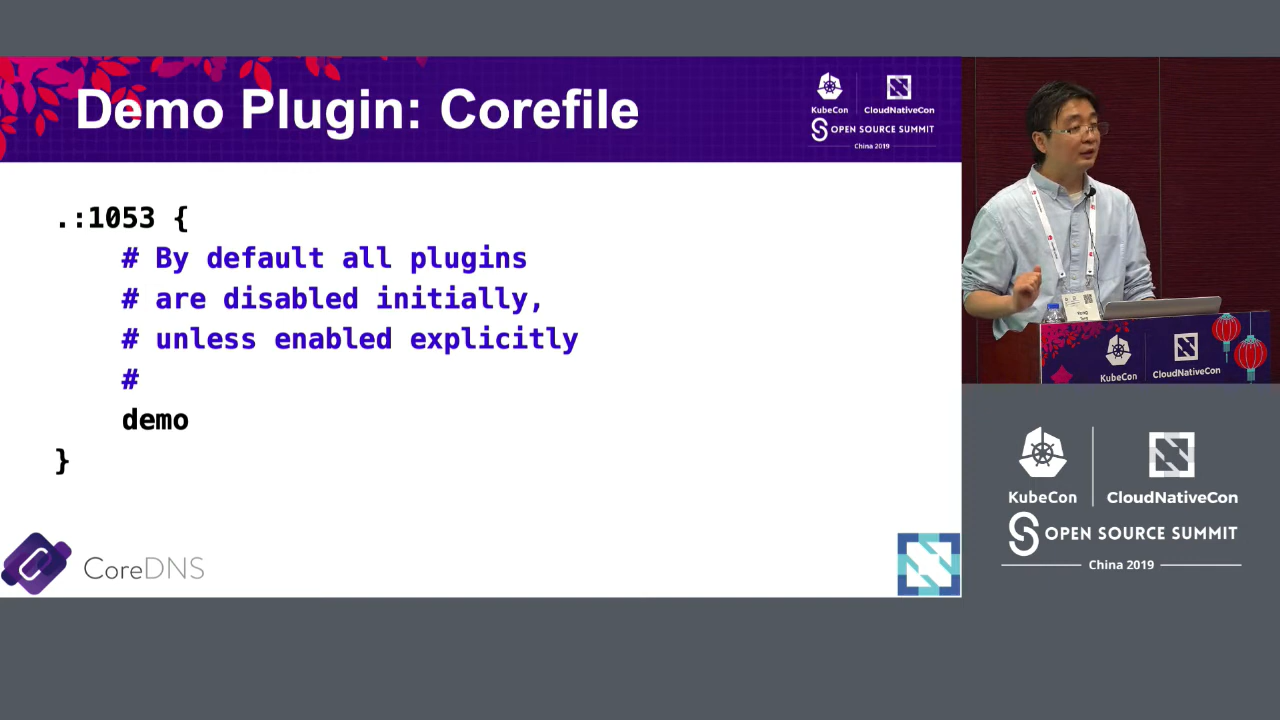 Demo Plugin: Corefile
KubeCon
CloudNativeCon
OPEN SOURCE SUMMIT
China 2019
.:1053 {
# By default all plugins
# are disabled initially,
# unless enabled explicitly
#
demo
}
CoreDNS
KubeCon
CloudNativeCon
KubeCon
CloudNativeCon
OPEN SOURCE SUMMIT
China 2019